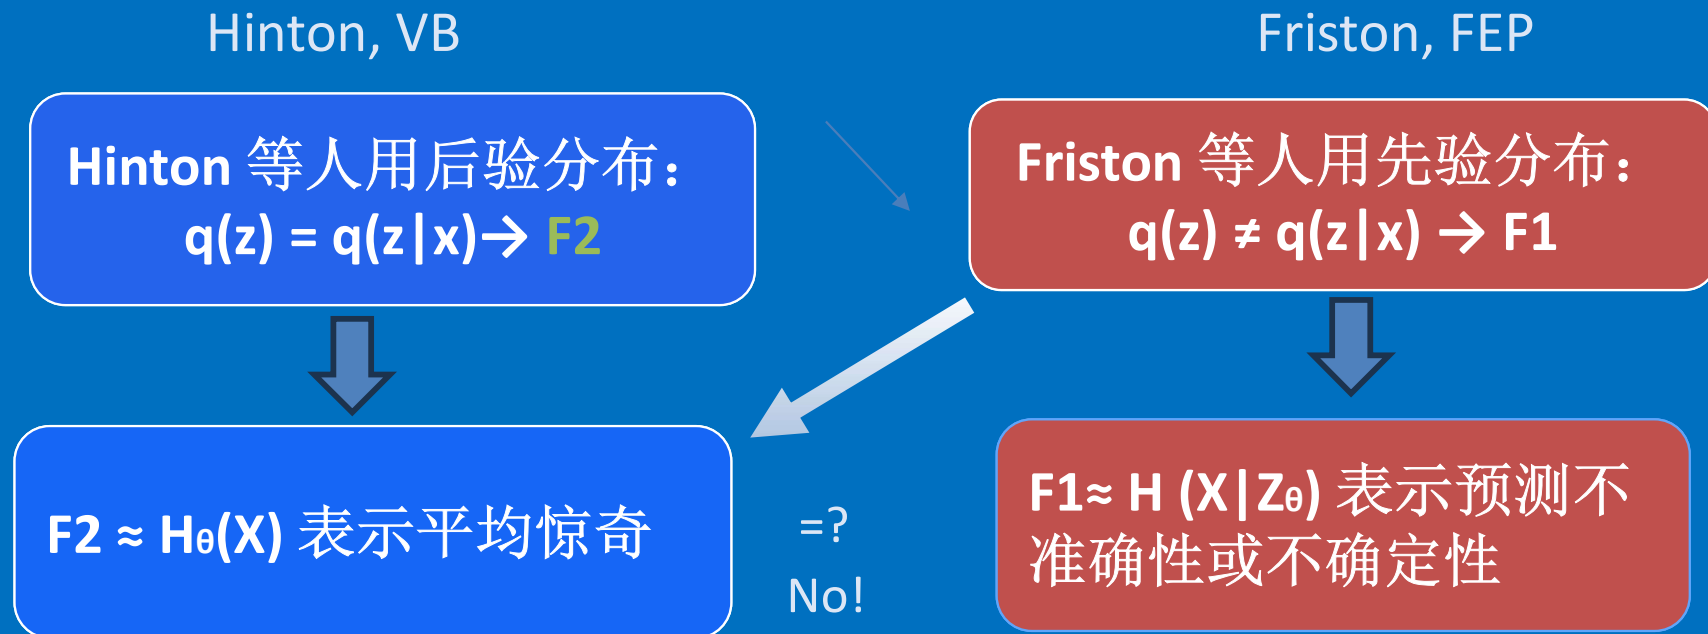 Hinton, VB
Friston, FEP
Hinton 等人用后验分布：
q(z) = q(z|x)→ F2
Friston 等人用先验分布：
q(z) ≠ q(z|x) → F1
F2 ≈ Hθ(X) 表示平均惊奇
=?
No!
F1≈ H (X|Zθ) 表示预测不
准确性或不确定性